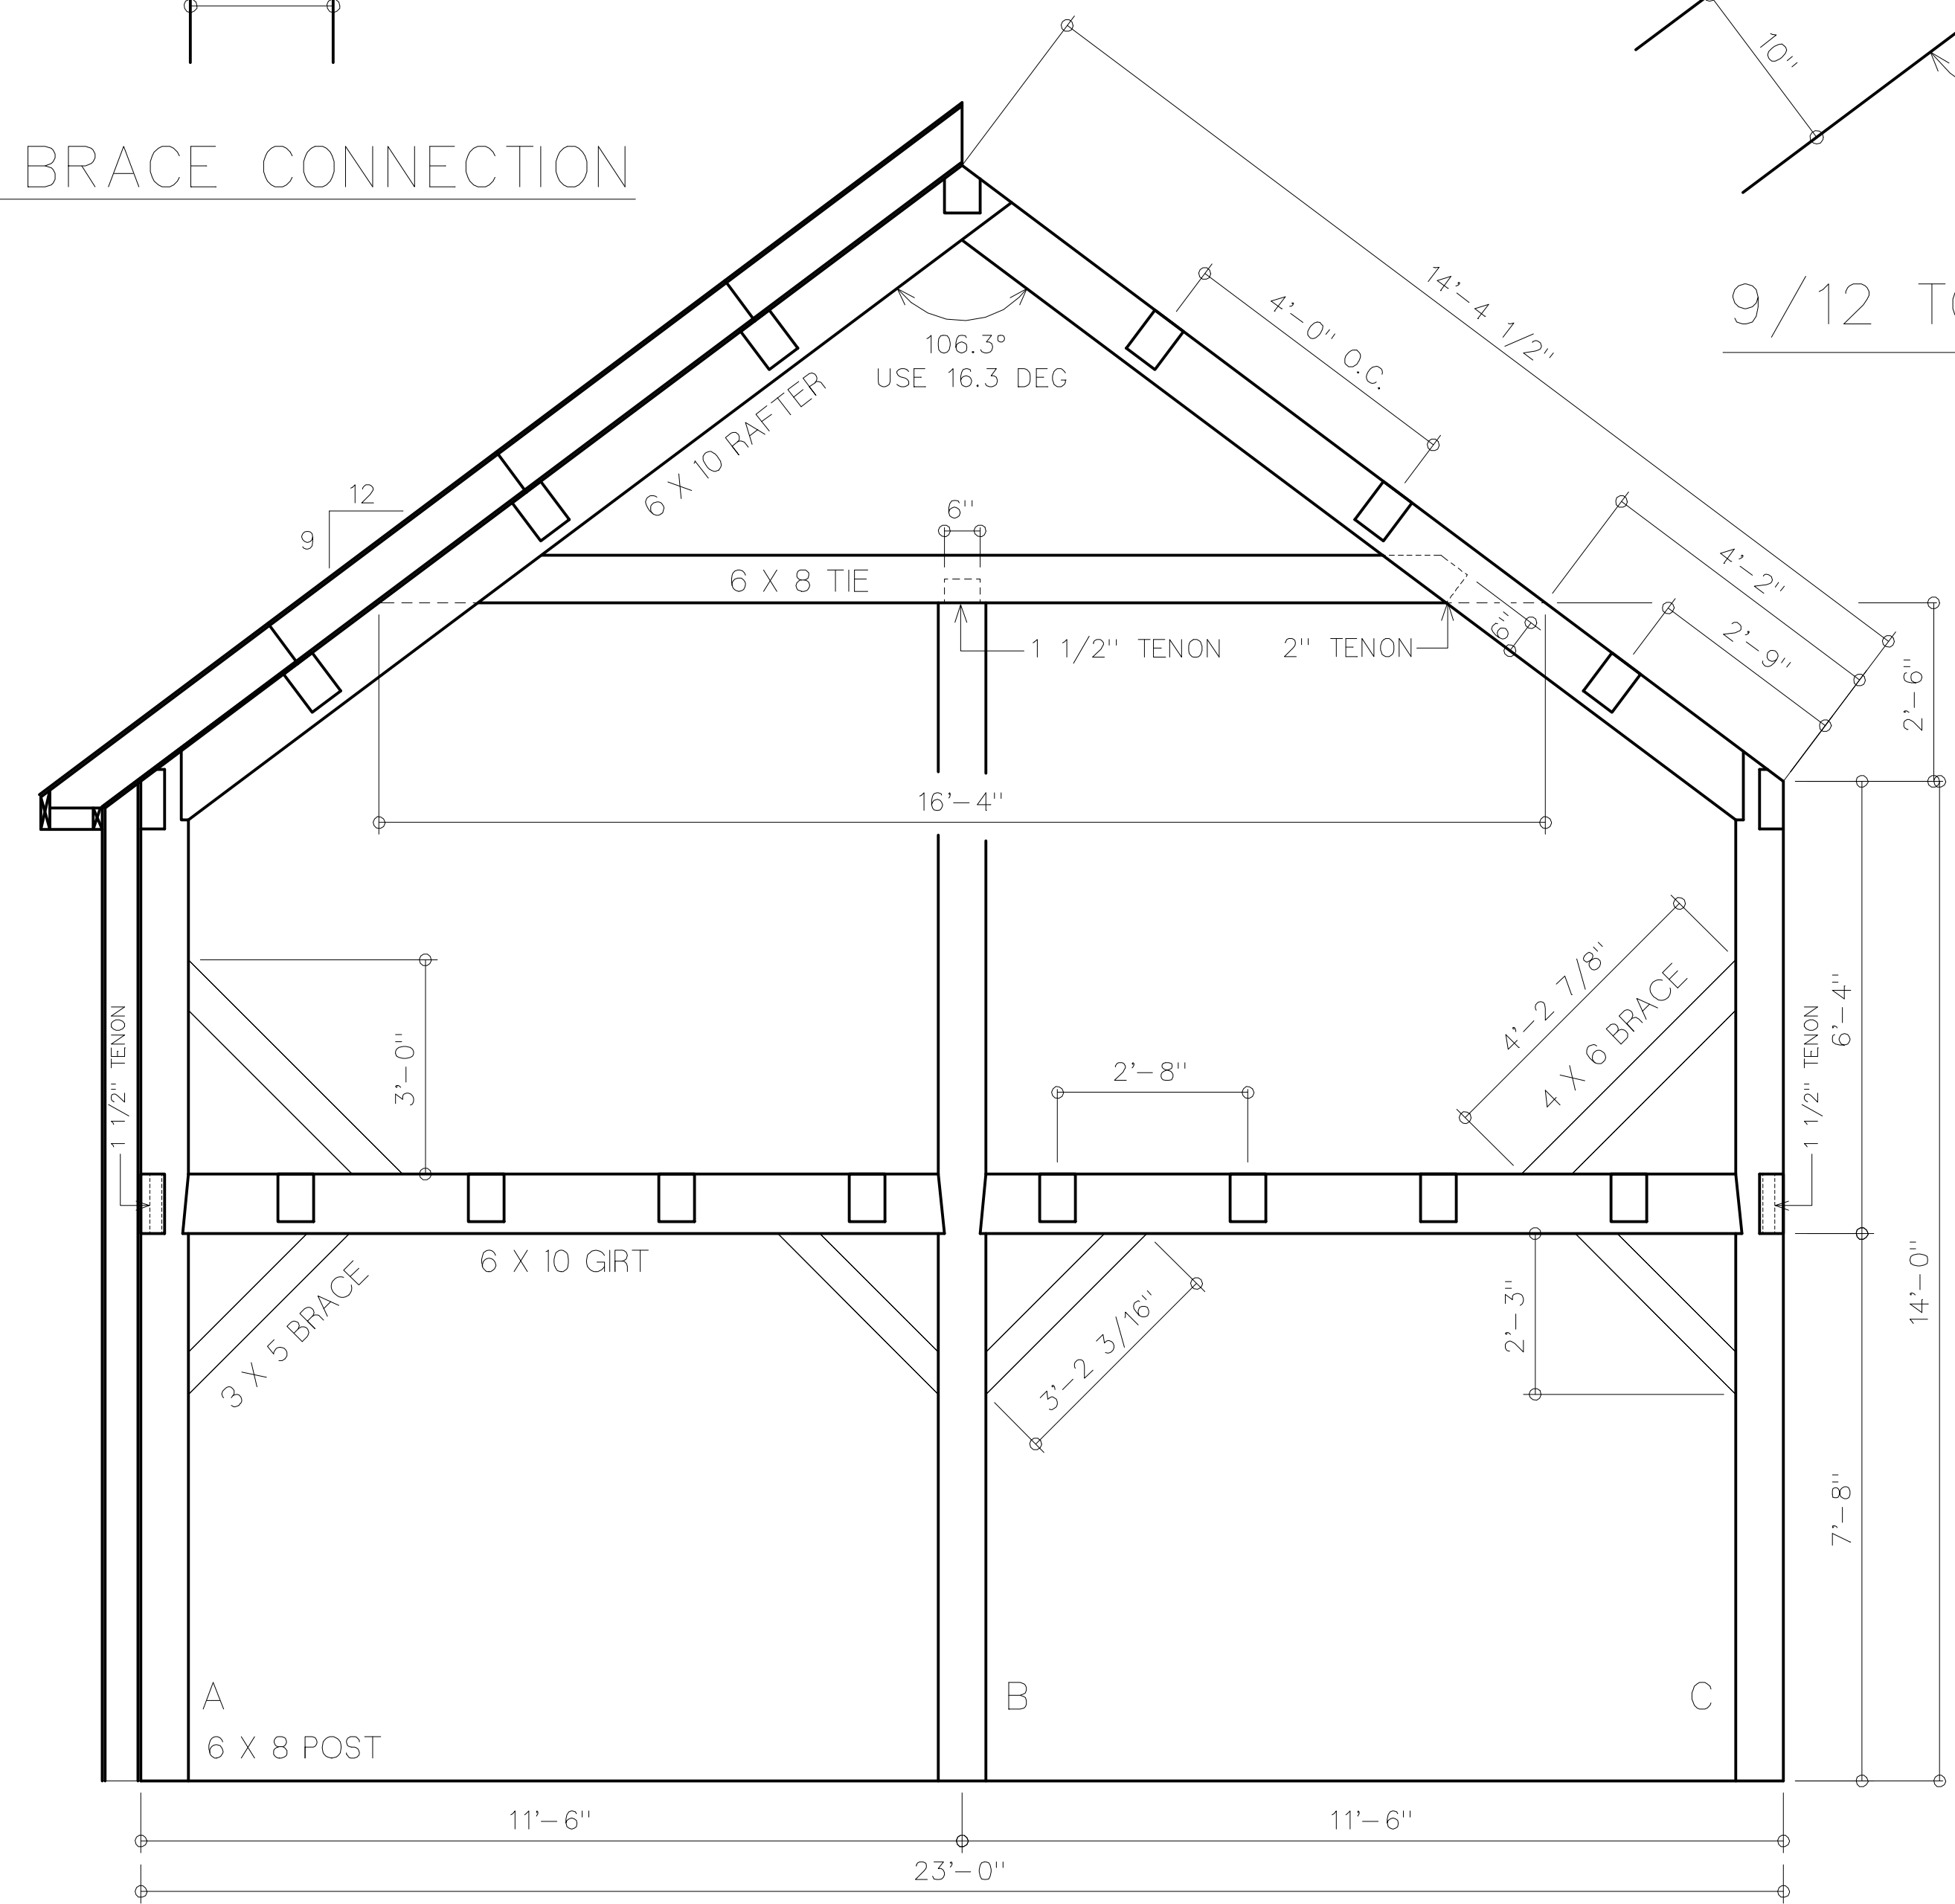 10"
BRACE CONNECTION
9/12 TO
14'-4 1/2"
4'-0" O.C.
106.3°
USE 16.3 DEG
6 X 10 RAFTER
12
9
6"
4'-2"
2'-9"
6 X 8 TIE
1 1/2" TENON
2" TENON
6"
2'-6"
16'-4"
4'-2 7/8"
4 X 6 BRACE
1 1/2" TENON
3'-0"
2'-8"
6'-4"
1 1/2" TENON
6 X 10 GIRT
3 X 5 BRACE
3'-2 3/16"
2'-3"
14'-0"
7'-8"
A
B
C
6 X 8 POST
11'-6"
11'-6"
23'-0"